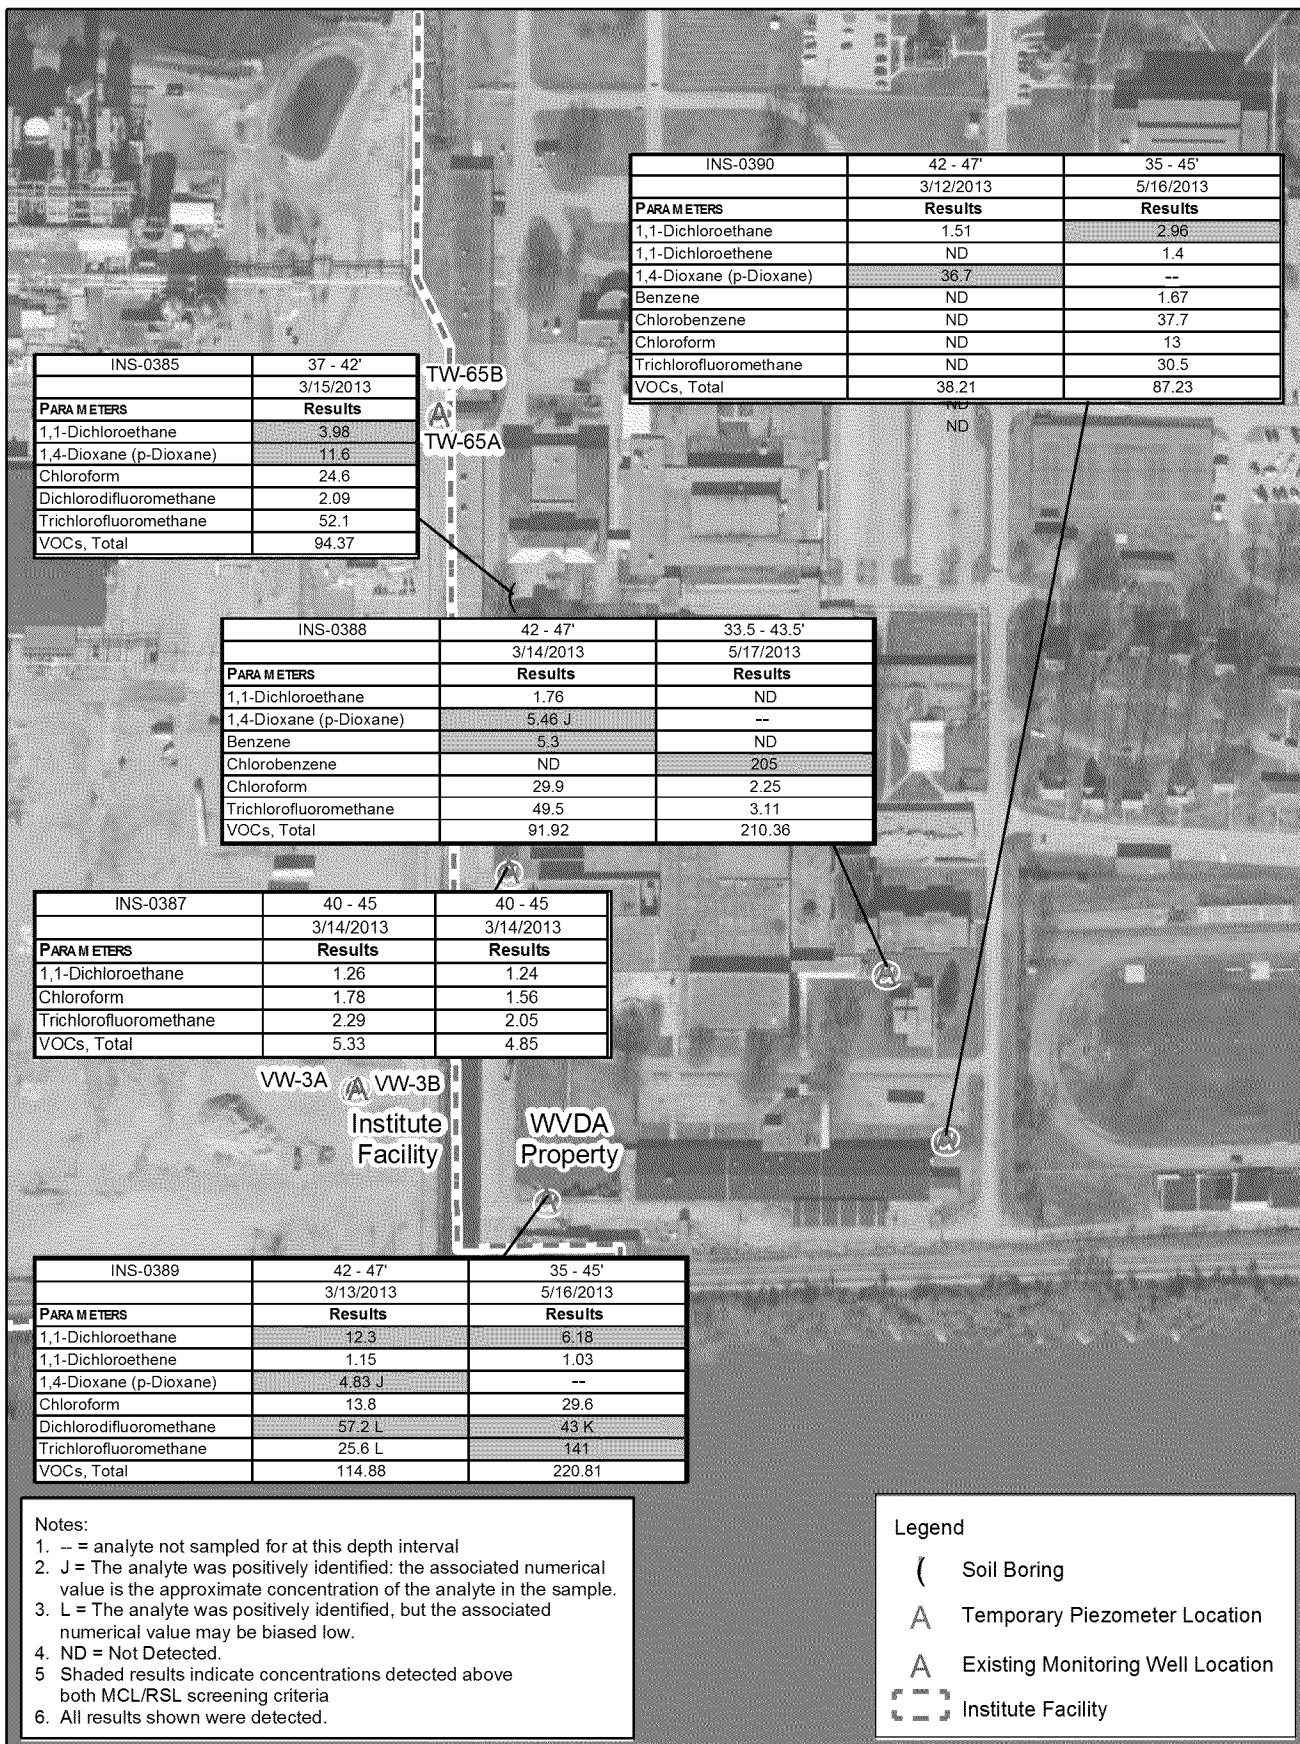 INS-0390 42 - 47' 35 - 45'
3/12/2013 5/16/2013
PARAMETERS Results Results
1,1-Dichloroethane 1.51 2.96
1,1-Dichloroethene ND 1.4
1,4-Dioxane (p-Dioxane) 36.7 --
Benzene ND 1.67
Chlorobenzene ND 37.7
Chloroform ND 13
Trichlorofluoromethane ND 30.5
VOCs, Total 38.21 87.23
ND
ND
INS-0385 37 - 42'
3/15/2013
PARAMETERS Results
1,1-Dichloroethane 3.98
1,4-Dioxane (p-Dioxane) 11.6
Chloroform 24.6
Dichlorodifluoromethane 2.09
Trichlorofluoromethane 52.1
VOCs, Total 94.37
TW-65B
A
TW-65A
INS-0388 42 - 47' 33.5 - 43.5'
3/14/2013 5/17/2013
PARAMETERS Results Results
1,1-Dichloroethane 1.76 ND
1,4-Dioxane (p-Dioxane) 5.46 J --
Benzene 5.3 ND
Chlorobenzene ND 205
Chloroform 29.9 2.25
Trichlorofluoromethane 49.5 3.11
VOCs, Total 91.92 210.36
A
INS-0387 40 - 45 40 - 45
3/14/2013 3/14/2013
PARAMETERS Results Results
1,1-Dichloroethane 1.26 1.24
Chloroform 1.78 1.56
Trichlorofluoromethane 2.29 2.05
VOCs, Total 5.33 4.85
A
VW-3A A VW-3B
Institute
Facility
WVDA
Property
A
A
INS-0389 42 - 47' 35 - 45'
3/13/2013 5/16/2013
PARAMETERS Results Results
1,1-Dichloroethane 12.3 6.18
1,1-Dichloroethene 1.15 1.03
1,4-Dioxane (p-Dioxane) 4.83 J --
Chloroform 13.8 29.6
Dichlorodifluoromethane 57.2 L 43 K
Trichlorofluoromethane 25.6 L 141
VOCs, Total 114.88 220.81
Notes:
1. -- = analyte not sampled for at this depth interval
2. J = The analyte was positively identified: the associated numerical
value is the approximate concentration of the analyte in the sample.
3. L = The analyte was positively identified, but the associated
numerical value may be biased low.
4. ND = Not Detected.
5 Shaded results indicate concentrations detected above
both MCL/RSL screening criteria
6. All results shown were detected.
Legend
( Soil Boring
A Temporary Piezometer Location
A Existing Monitoring Well Location
Institute Facility